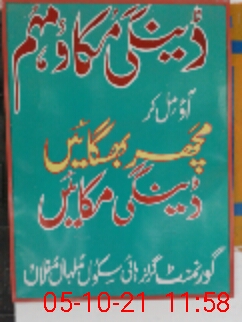 ڈینگی مکاؤ مہم
آؤ مل کر
مچھر بھگائیں
ڈینگی مکائیں
گورنمنٹ گرلز ہائی سکول
05-10-21 11:58